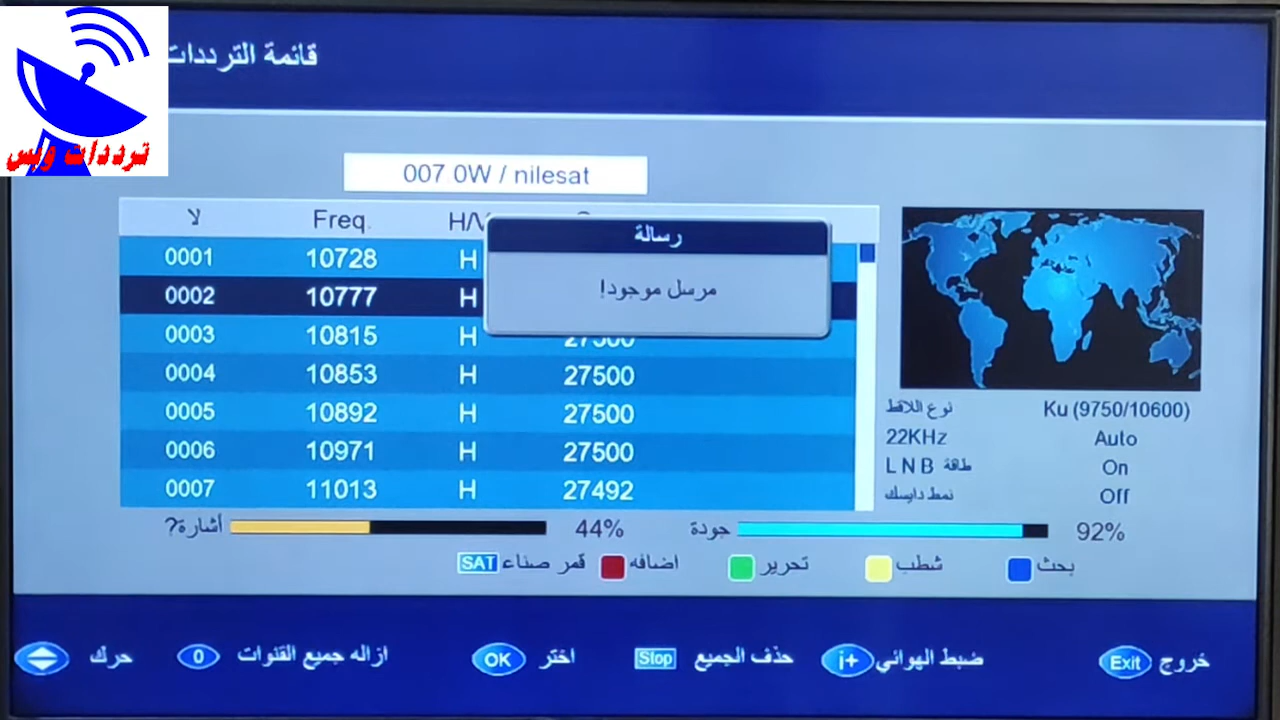 قائمة الترددات
ترددات ويس
007 0W / nilesat
لا Freq. H/V
رسالة
مرسل موجود!
0001 10728 H
0002 10777 H
0003 10815 H 27500
0004 10853 H 27500
0005 10892 H 27500
0006 10971 H 27500
0007 11013 H 27492
نوع اللاقط Ku (9750/10600)
22KHz Auto
طاقة LNB On
نمط دايسك Off
أشارة? 44% جودة 92%
SAT قمر صناعء اضافه تحرير شطب بحث
حرك 0 ازاله جميع القنوات OK اختر Stop حذف الجميع i+ ضبط الهوائي Exit خروج